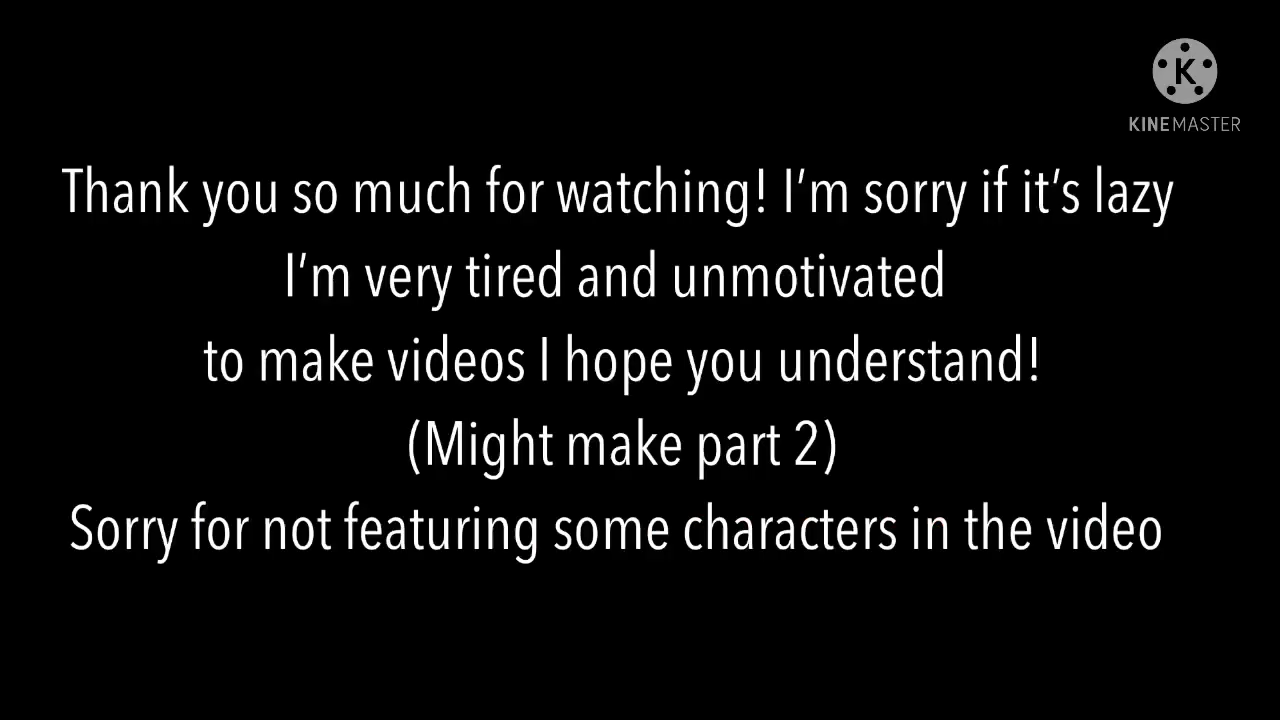 K
KINEMASTER
Thank you so much for watching! I'm sorry if it's lazy
I'm very tired and unmotivated
to make videos I hope you understand!
(Might make part 2)
Sorry for not featuring some characters in the video